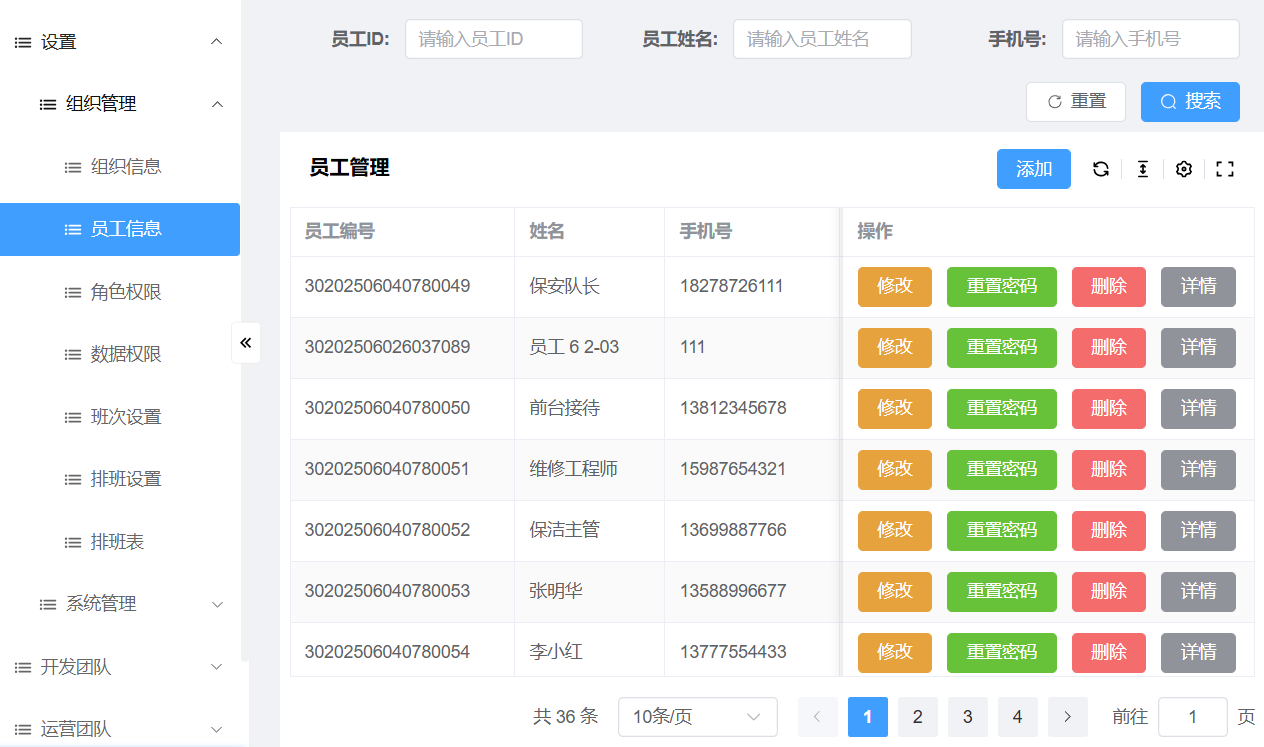 设置
组织管理
组织信息
员工信息
角色权限
数据权限
班次设置
排班设置
排班表
系统管理
开发团队
运营团队
员工ID: 请输入员工ID 员工姓名: 请输入员工姓名 手机号: 请输入手机号
重置 搜索
员工管理 添加
员工编号 姓名 手机号 操作
30202506040780049 保安队长 18278726111 修改 重置密码 删除 详情
30202506026037089 员工 6 2-03 111 修改 重置密码 删除 详情
30202506040780050 前台接待 13812345678 修改 重置密码 删除 详情
30202506040780051 维修工程师 15987654321 修改 重置密码 删除 详情
30202506040780052 保洁主管 13699887766 修改 重置密码 删除 详情
30202506040780053 张明华 13588996677 修改 重置密码 删除 详情
30202506040780054 李小红 13777554433 修改 重置密码 删除 详情
共 36 条 10条/页 1 2 3 4 前往 1 页